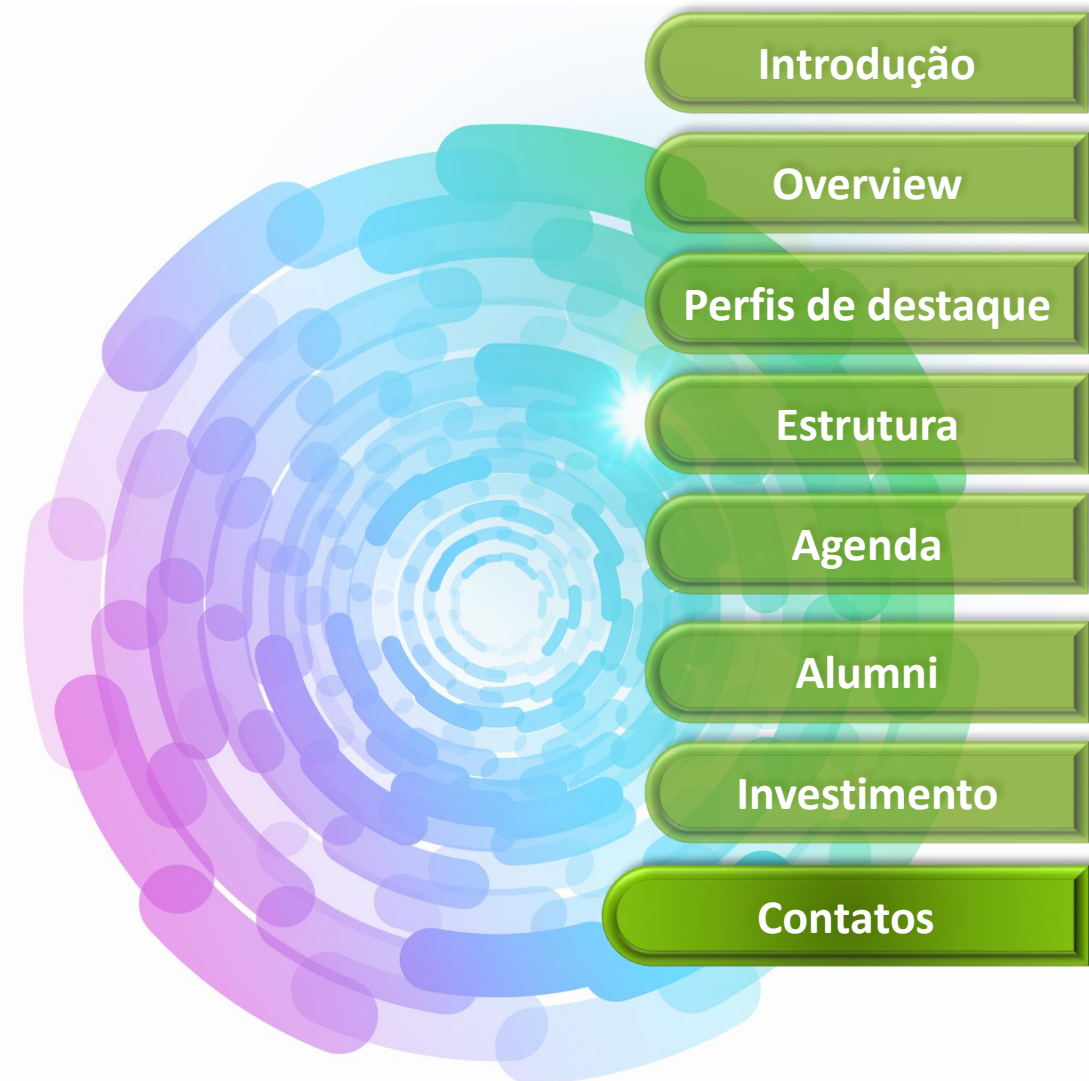 Introdução
Overview
Perfis de destaque
Estrutura
Agenda
Alumni
Investimento
Contatos